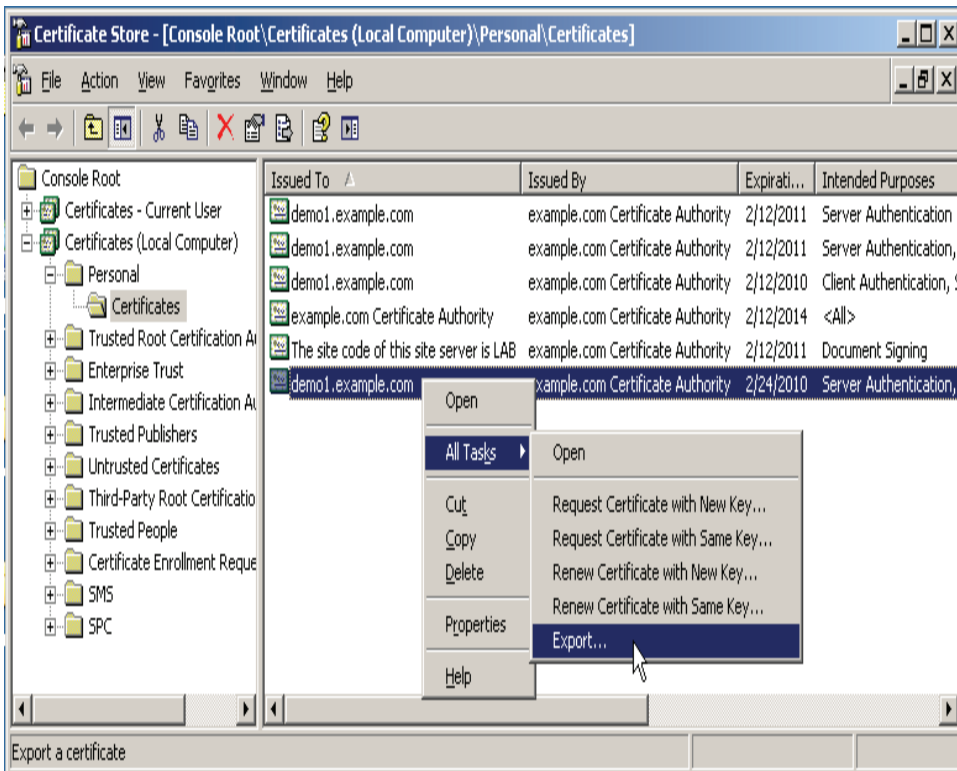 Certificate Store - [Console Root\Certificates (Local Computer)\Personal\Certificates]
File Action View Favorites Window Help
Console Root
Certificates - Current User
Certificates (Local Computer)
Personal
Certificates
Trusted Root Certification A
Enterprise Trust
Intermediate Certification Au
Trusted Publishers
Untrusted Certificates
Third-Party Root Certificatio
Trusted People
Certificate Enrollment Reque
SMS
SPC
Issued To Issued By Expirati... Intended Purposes
demo1.example.com example.com Certificate Authority 2/12/2011 Server Authentication
demo1.example.com example.com Certificate Authority 2/12/2011 Server Authentication,
demo1.example.com example.com Certificate Authority 2/12/2010 Client Authentication, S
example.com Certificate Authority example.com Certificate Authority 2/12/2014 <All>
The site code of this site server is LAB example.com Certificate Authority 2/12/2011 Document Signing
demo1.example.com example.com Certificate Authority 2/24/2010 Server Authentication,
Open
All Tasks
Cut
Copy
Delete
Properties
Help
Open
Request Certificate with New Key...
Request Certificate with Same Key...
Renew Certificate with New Key...
Renew Certificate with Same Key...
Export...
Export a certificate